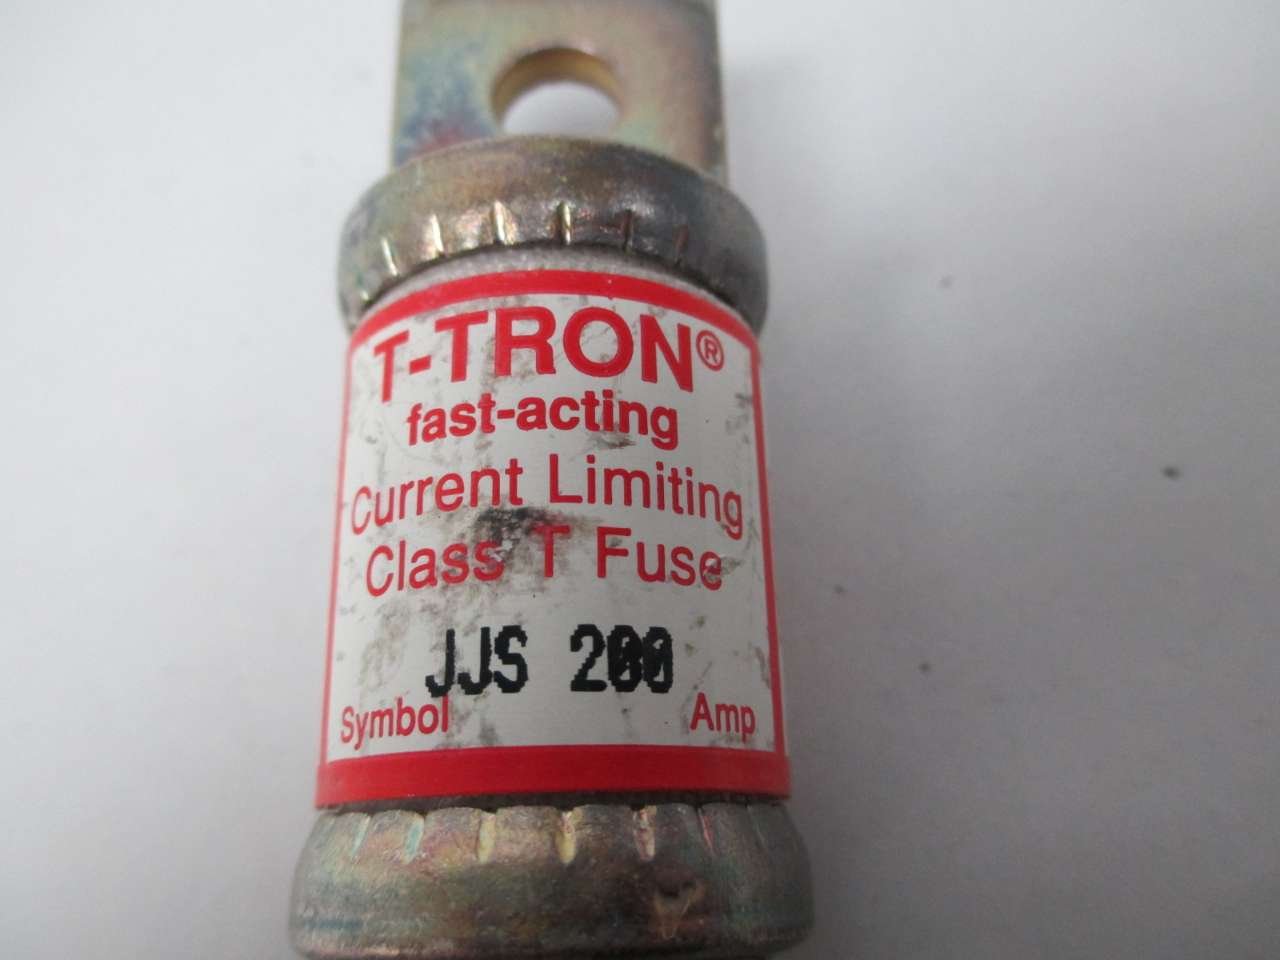 T-TRON®
fast-acting
Current Limiting
Class T Fuse
JJS 200
Symbol Amp